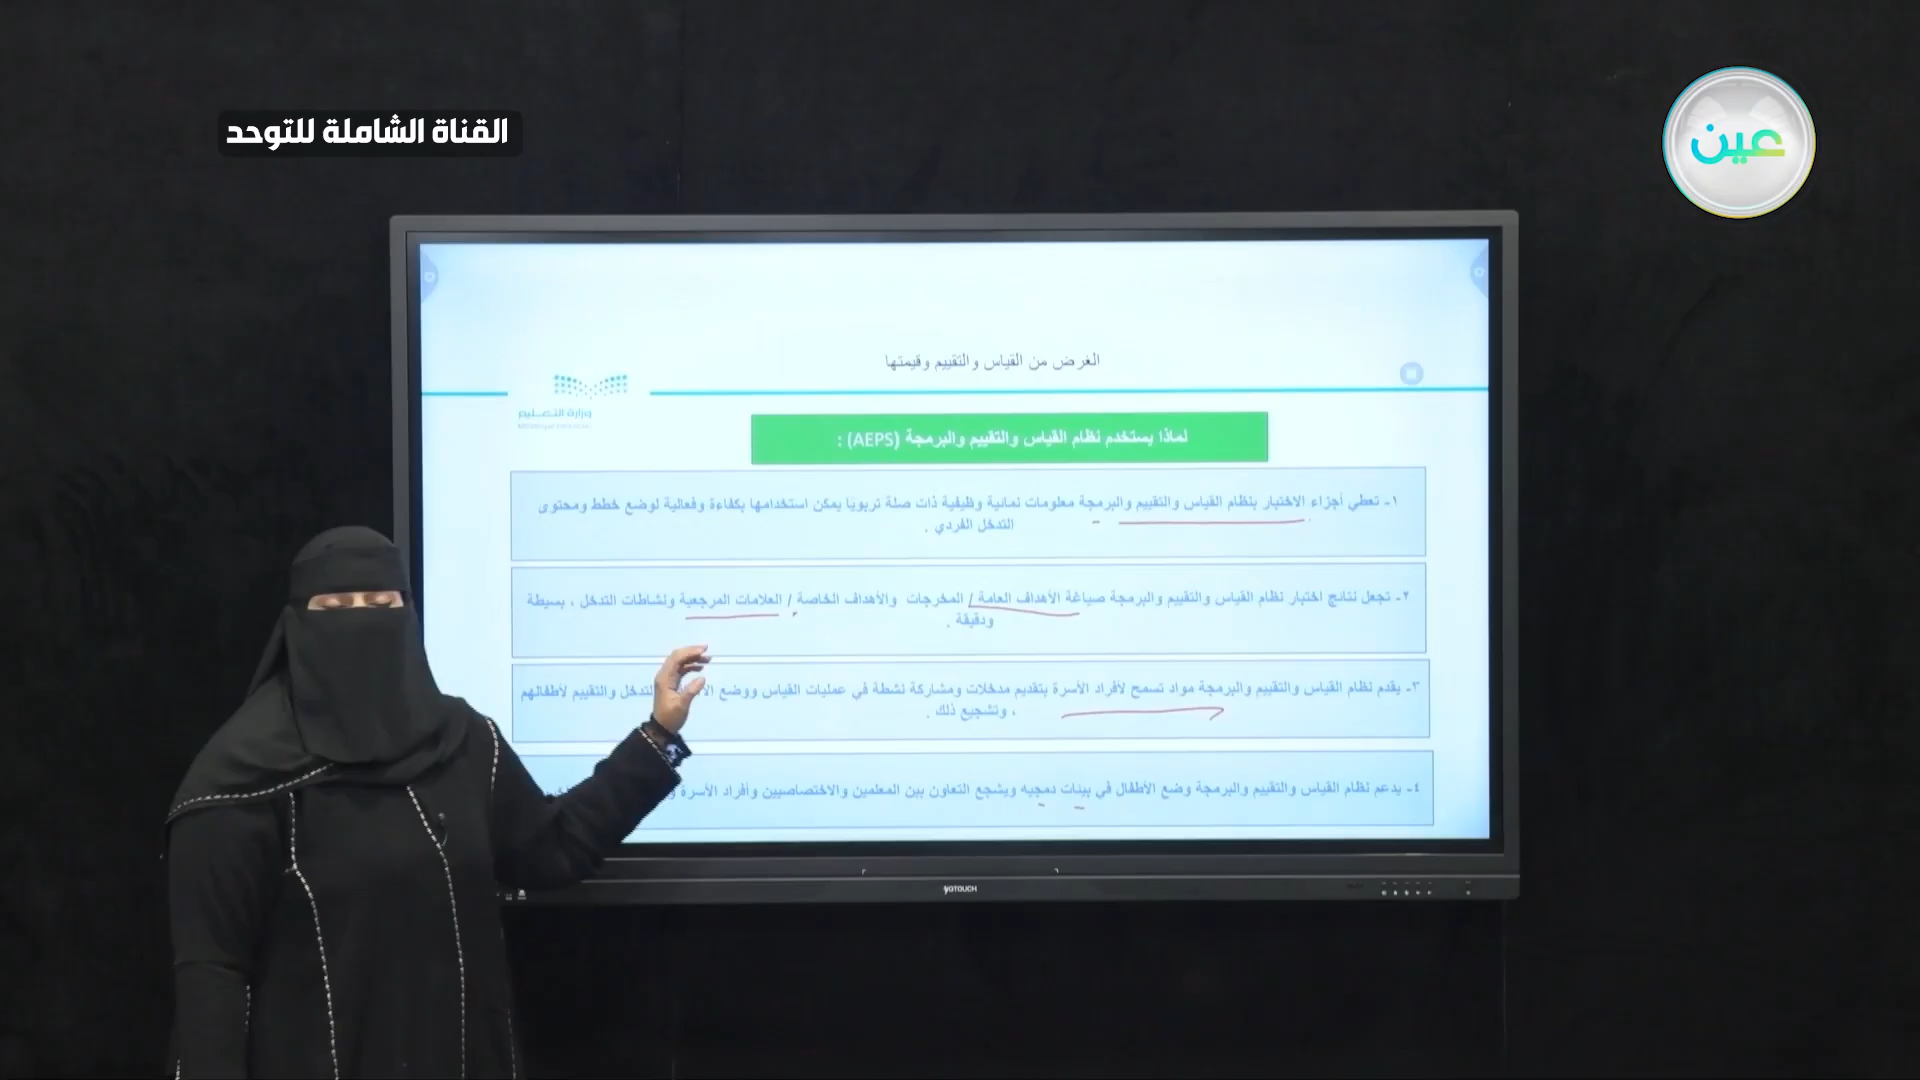 القناة الشاملة للتوحد
عين
الغرض من القياس والتقييم وقيمتها
وزارة التعليم
لماذا يستخدم نظام القياس والتقييم والبرمجة (AEPS) :
١- تعطي أجزاء الاختبار بنظام القياس والتقييم والبرمجة معلومات نمائية وظيفية ذات صلة تربويا يمكن استخدامها بكفاءة وفعالية لوضع خطط ومحتوى
التدخل الفردي .
٢- تجعل نتائج اختبار نظام القياس والتقييم والبرمجة صياغة الأهداف العامة / المخرجات والأهداف الخاصة / العلامات المرجعية ونشاطات التدخل ، بسيطة
ودقيقة .
٣- يقدم نظام القياس والتقييم والبرمجة مواد تسمح لأفراد الأسرة بتقديم مدخلات ومشاركة نشطة في عمليات القياس ووضع التدخل والتقييم لأطفالهم
، وتشجيع ذلك .
٤- يدعم نظام القياس والتقييم والبرمجة وضع الأطفال في بيئات دمجيه ويشجع التعاون بين المعلمين والاختصاصيين وأفراد الأسرة
YOTOUCH